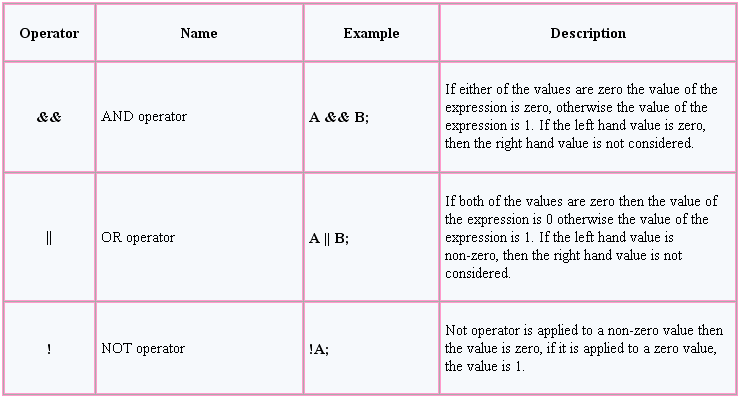 Operator Name Example Description
&& AND operator A && B; If either of the values are zero the value of the
expression is zero, otherwise the value of the
expression is 1. If the left hand value is zero,
then the right hand value is not considered.
|| OR operator A || B; If both of the values are zero then the value of
the expression is 0 otherwise the value of the
expression is 1. If the left hand value is
non-zero, then the right hand value is not
considered.
! NOT operator !A; Not operator is applied to a non-zero value then
the value is zero, if it is applied to a zero value,
the value is 1.